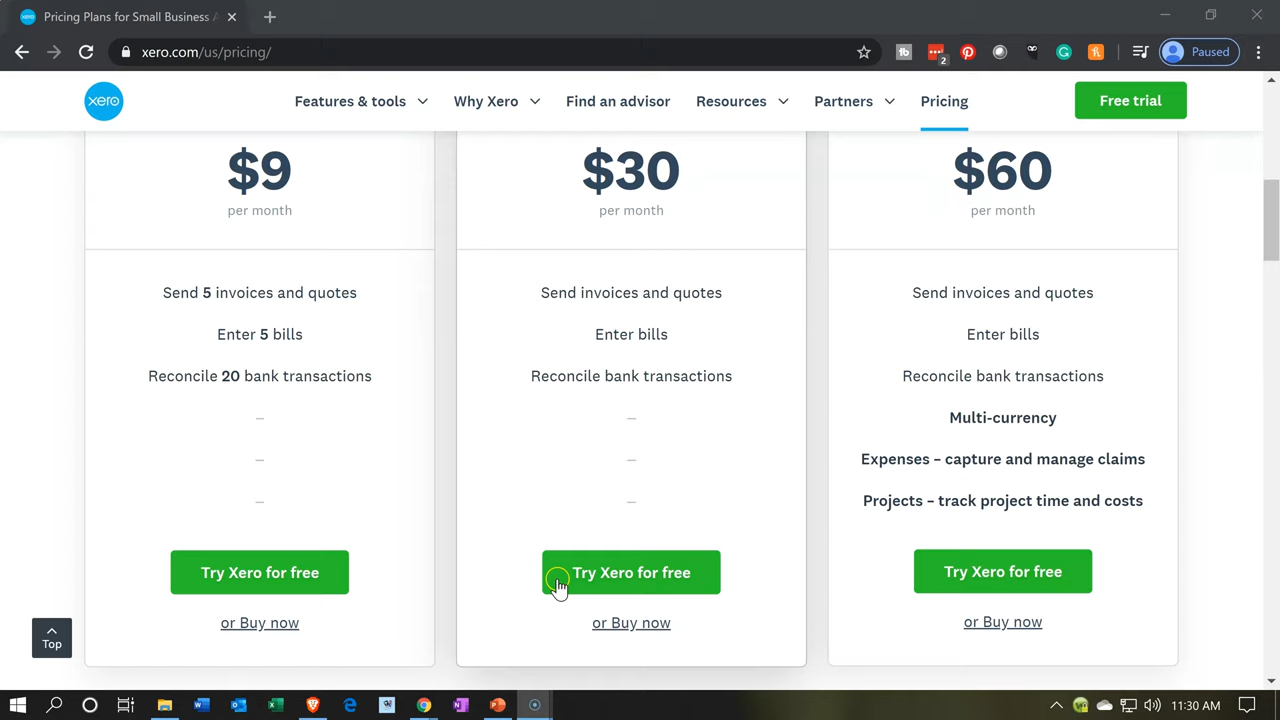 Pricing Plans for Small Business A
xero.com/us/pricing/
2
Paused
xero
Features & tools
Why Xero
Find an advisor
Resources
Partners
Pricing
Free trial
$9
per month
Send 5 invoices and quotes
Enter 5 bills
Reconcile 20 bank transactions
–
–
–
Try Xero for free
or Buy now
$30
per month
Send invoices and quotes
Enter bills
Reconcile bank transactions
–
–
–
Try Xero for free
or Buy now
$60
per month
Send invoices and quotes
Enter bills
Reconcile bank transactions
Multi-currency
Expenses – capture and manage claims
Projects – track project time and costs
Try Xero for free
or Buy now
Top
11:30 AM